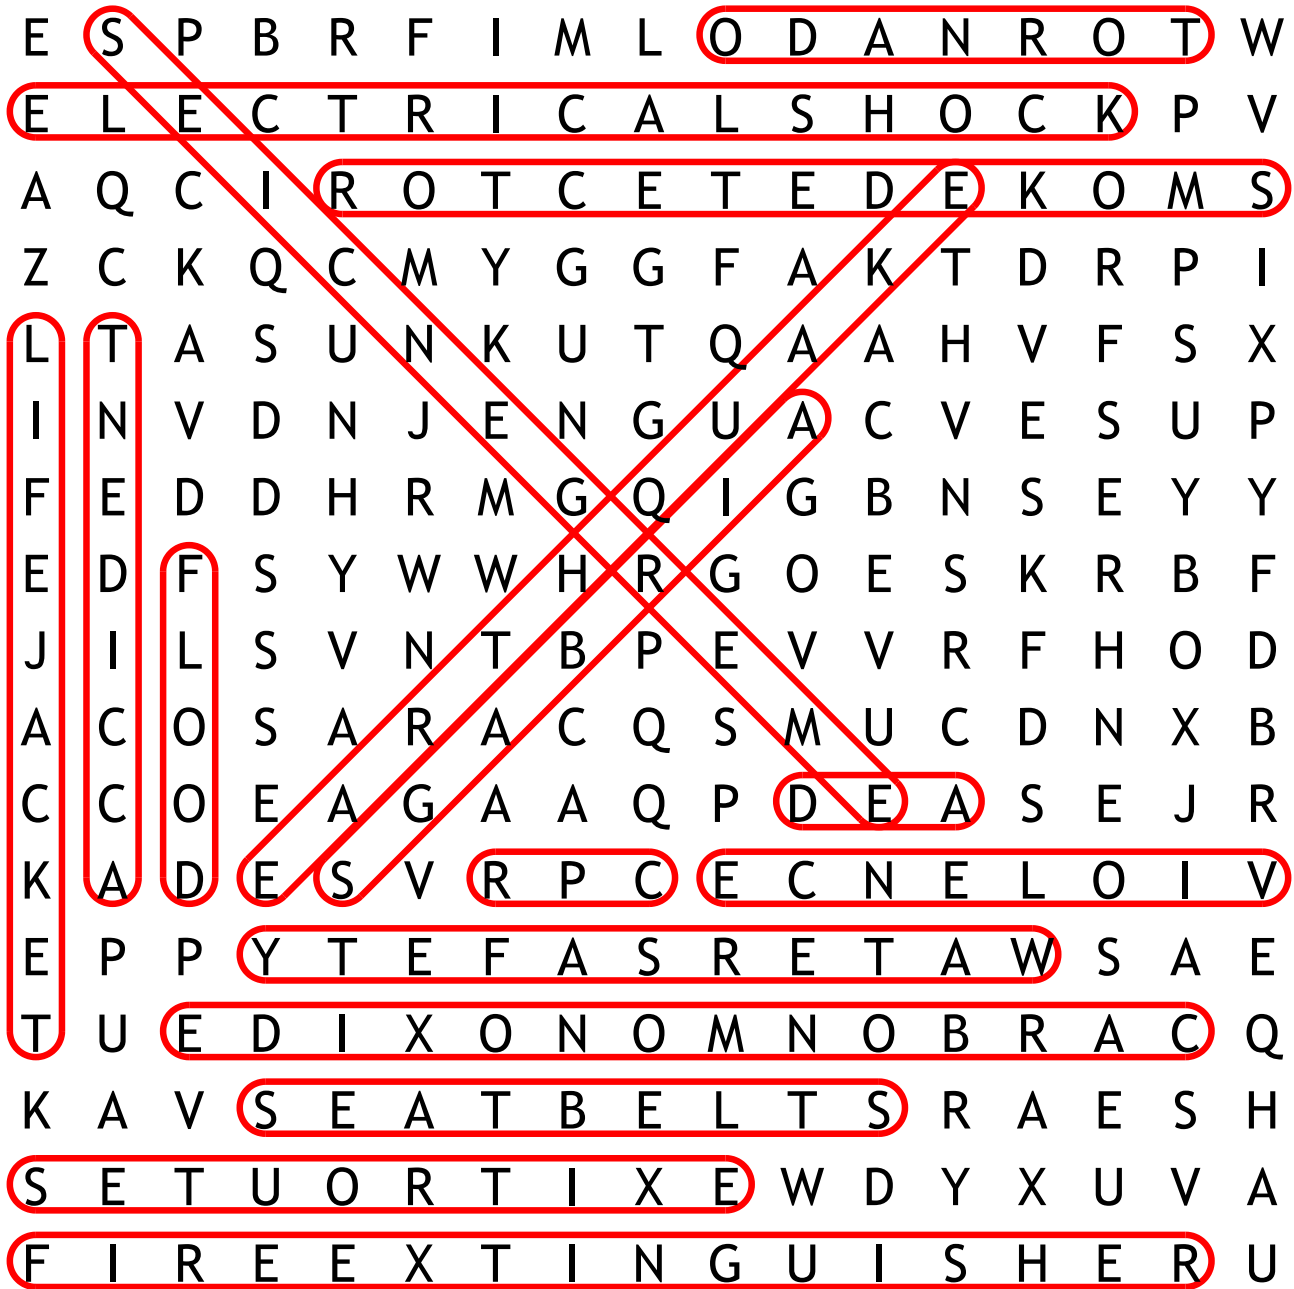 E S P B R F I M L O D A N R O T W
E L E C T R I C A L S H O C K P V
A Q C I R O T C E T E D E K O M S
Z C K Q C M Y G G F A K T D R P I
L T A S U N K U T Q A A H V F S X
I N V D N J E N G U A C V E S U P
F E D D H R M G Q I G B N S E Y Y
E D F S Y W W H R G O E S K R B F
J I L S V N T B P E V V R F H O D
A C O S A R A C Q S M U C D N X B
C C O E A G A A Q P D E A S E J R
K A D E S V R P C E C N E L O I V
E P P Y T E F A S R E T A W S A E
T U E D I X O N O M N O B R A C Q
K A V S E A T B E L T S R A E S H
S E T U O R T I X E W D Y X U V A
F I R E E X T I N G U I S H E R U